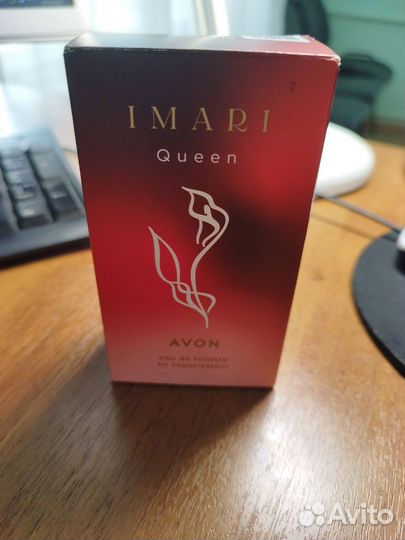 IMARI
Queen
AVON
eau de toilette
en vaporisateur
Avito